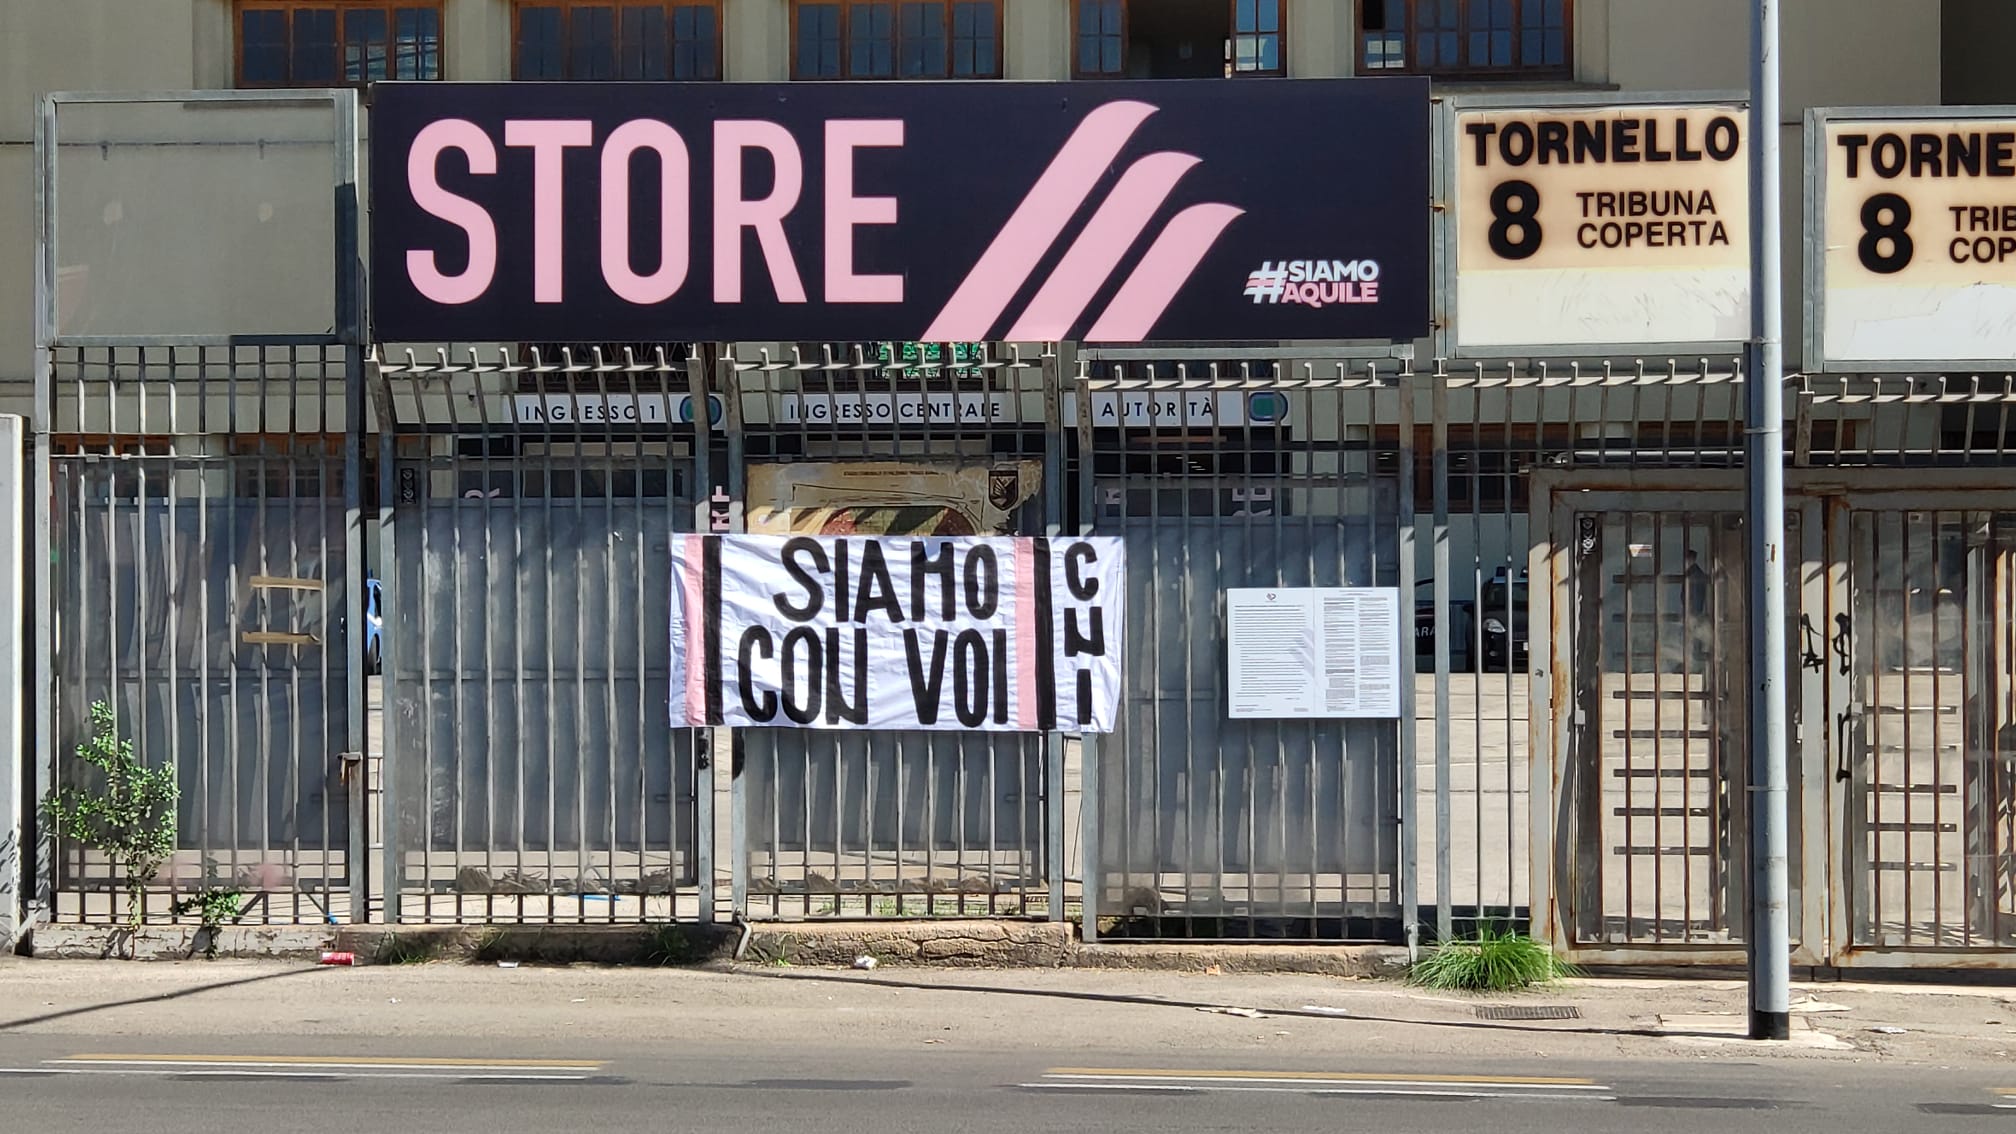 STORE
#SIAMO
AQUILE
TORNELLO
8 TRIBUNA
COPERTA
TORNE
8 TRIB
COP
INGRESSO 1
INGRESSO CENTRALE
AUTORITÀ
SIAMO
CON VOI
CNI